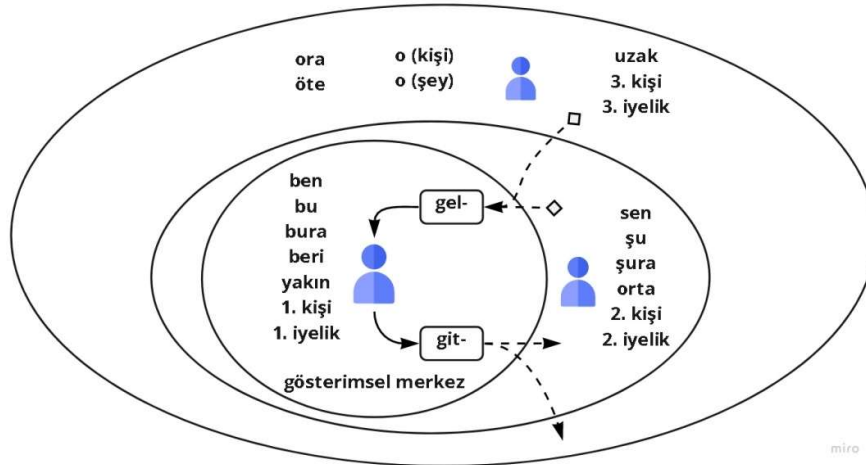 ora
öte
o (kişi)
o (şey)
uzak
3. kişi
3. iyelik
ben
bu
bura
beri
yakın
1. kişi
1. iyelik
gel-
git-
gösterimsel merkez
sen
şu
şura
orta
2. kişi
2. iyelik
miro